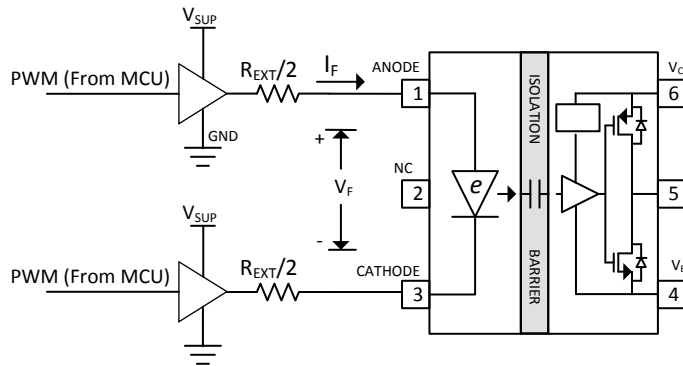 VSUP
PWM (From MCU)
REXT/2
IF
GND
ANODE
1
+
VF
-
NC
2
e
ISOLATION
BARRIER
6
5
VSUP
PWM (From MCU)
REXT/2
CATHODE
3
4